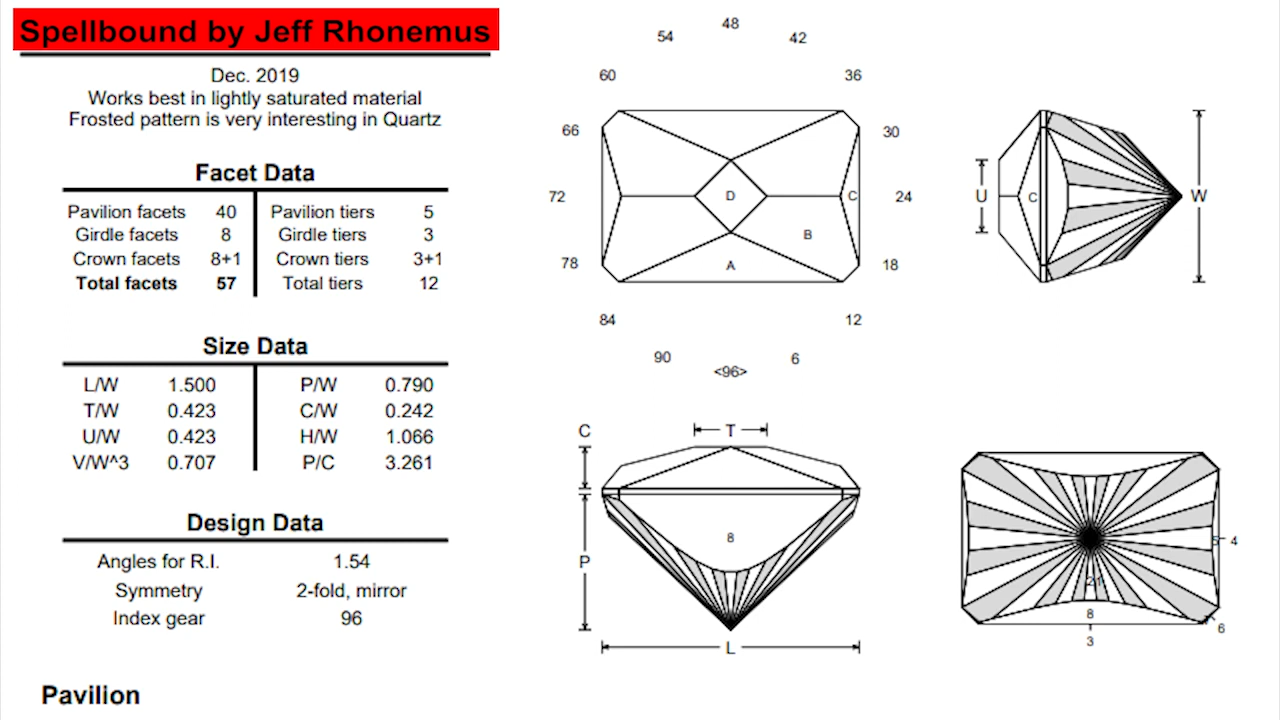 Spellbound by Jeff Rhonemus
Dec. 2019
Works best in lightly saturated material
Frosted pattern is very interesting in Quartz
Facet Data
Pavilion facets 40 Pavilion tiers 5
Girdle facets 8 Girdle tiers 3
Crown facets 8+1 Crown tiers 3+1
Total facets 57 Total tiers 12
Size Data
L/W 1.500 P/W 0.790
T/W 0.423 C/W 0.242
U/W 0.423 H/W 1.066
V/W^3 0.707 P/C 3.261
Design Data
Angles for R.I. 1.54
Symmetry 2-fold, mirror
Index gear 96
Pavilion
48
54 42
60 36
66 30
72 D C 24
B
78 A 18
84 12
90 6
<96>
U C W
C T
8
P
L
5 4
8
6
3